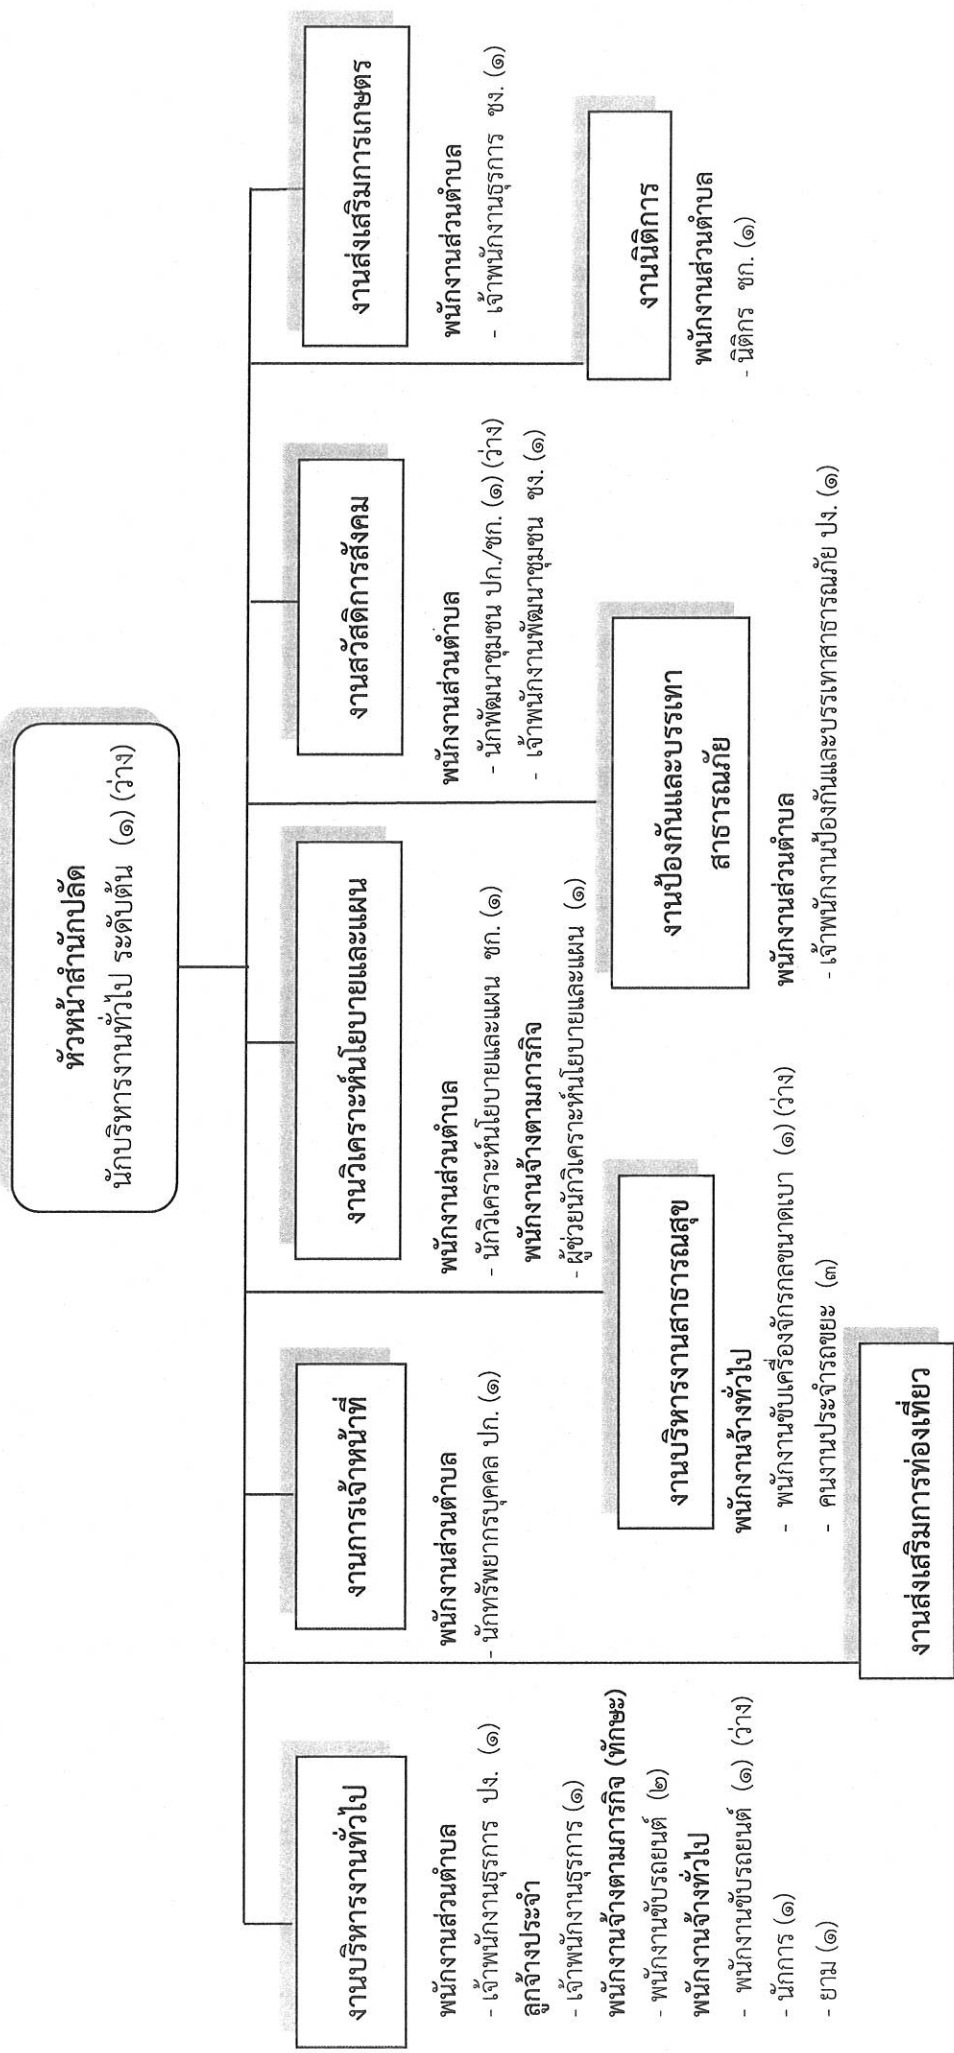 หัวหน้าสำนักปลัด
นักบริหารงานทั่วไป ระดับต้น (๑) (ว่าง)
งานบริหารงานทั่วไป
พนักงานส่วนตำบล
- เจ้าพนักงานธุรการ ปง. (๑)
ลูกจ้างประจำ
- เจ้าพนักงานธุรการ (๑)
พนักงานจ้างตามภารกิจ (ทักษะ)
- พนักงานขับรถยนต์ (๒)
พนักงานจ้างทั่วไป
- พนักงานขับรถยนต์ (๑) (ว่าง)
- นักการ (๑)
- ยาม (๑)
งานการเจ้าหน้าที่
พนักงานส่วนตำบล
- นักทรัพยากรบุคคล ปก. (๑)
งานวิเคราะห์นโยบายและแผน
พนักงานส่วนตำบล
- นักวิเคราะห์นโยบายและแผน ชก. (๑)
พนักงานจ้างตามภารกิจ
- ผู้ช่วยนักวิเคราะห์นโยบายและแผน (๑)
งานสวัสดิการสังคม
พนักงานส่วนตำบล
- นักพัฒนาชุมชน ปก./ชก. (๑) (ว่าง)
- เจ้าพนักงานพัฒนาชุมชน ชง. (๑)
งานส่งเสริมการเกษตร
พนักงานส่วนตำบล
- เจ้าพนักงานธุรการ ชง. (๑)
งานบริหารงานสาธารณสุข
พนักงานจ้างทั่วไป
- พนักงานขับเครื่องจักรกลขนาดเบา (๑) (ว่าง)
- คนงานประจำรถขยะ (๓)
งานป้องกันและบรรเทา
สาธารณภัย
พนักงานส่วนตำบล
- เจ้าพนักงานป้องกันและบรรเทาสาธารณภัย ปง. (๑)
งานนิติการ
พนักงานส่วนตำบล
- นิติกร ชก. (๑)
งานส่งเสริมการท่องเที่ยว